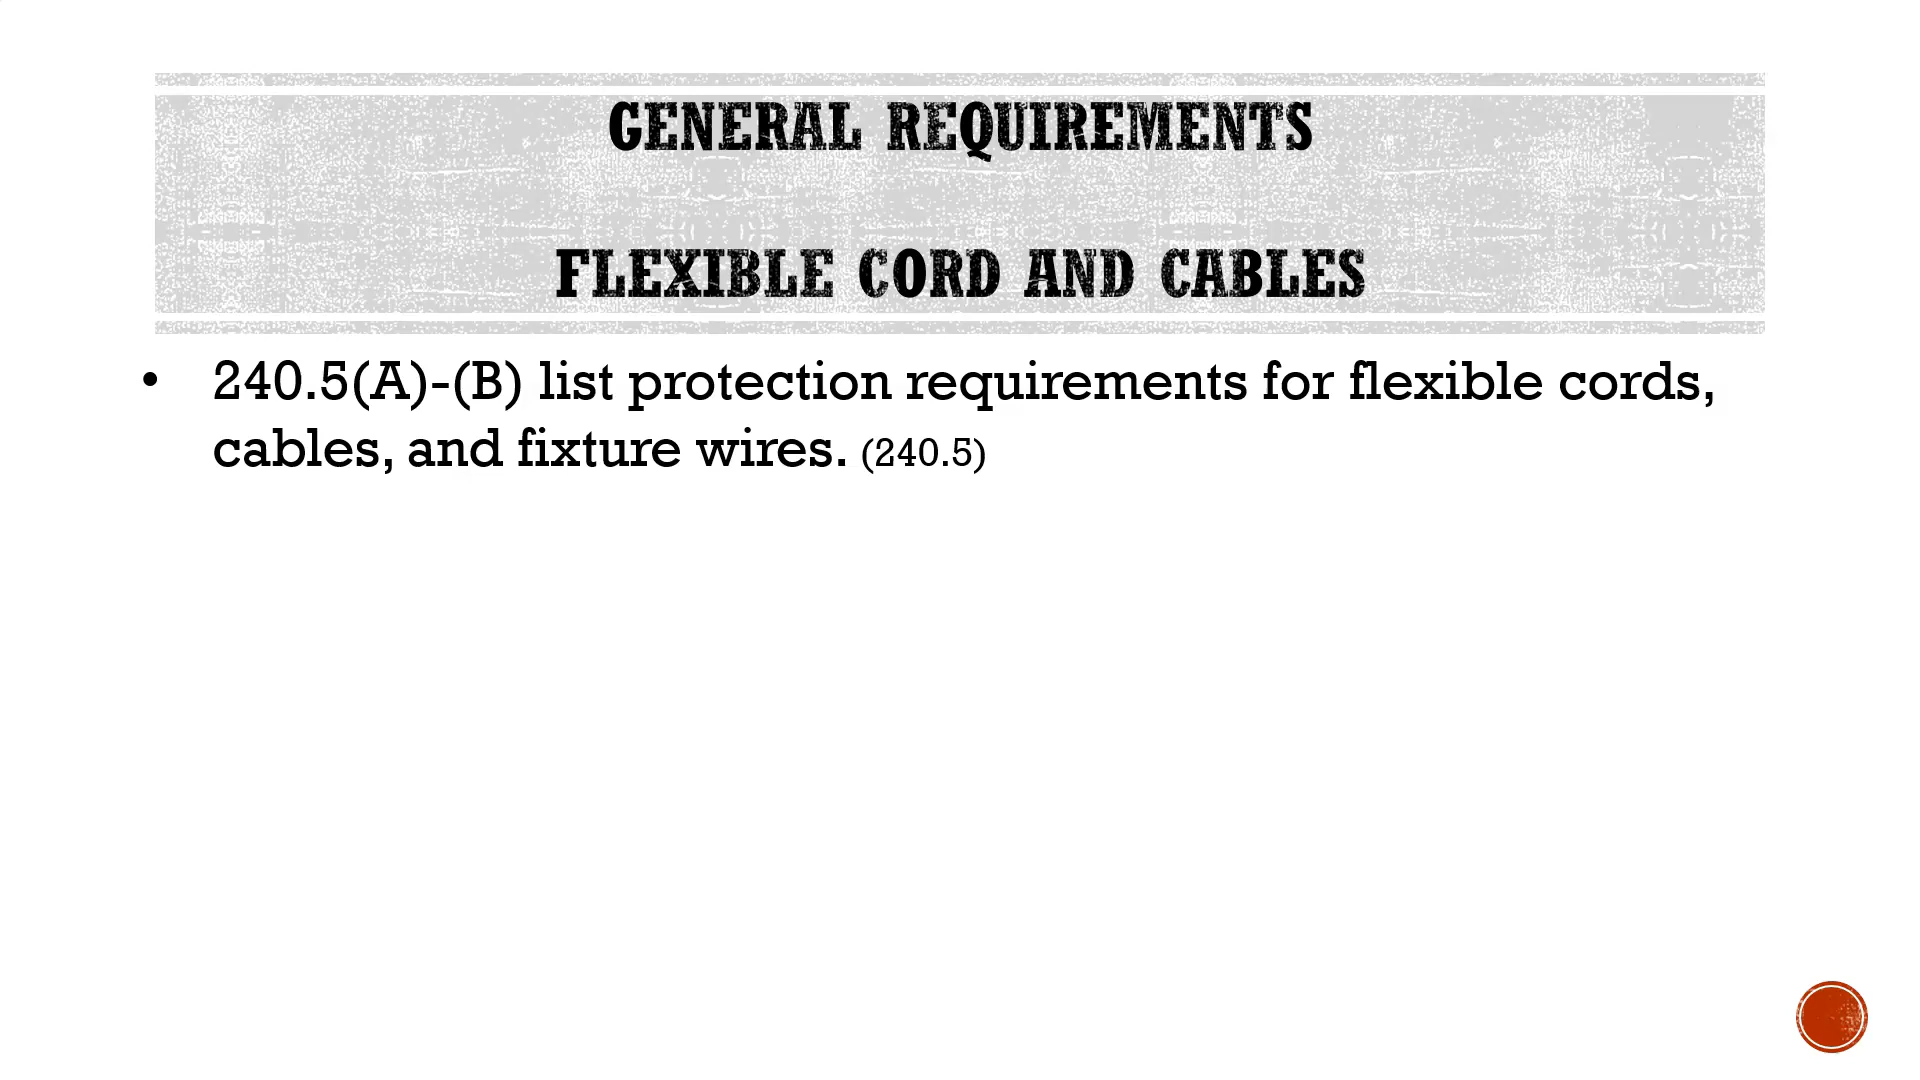 GENERAL REQUIREMENTS
FLEXIBLE CORD AND CABLES
• 240.5(A)-(B) list protection requirements for flexible cords,
cables, and fixture wires. (240.5)